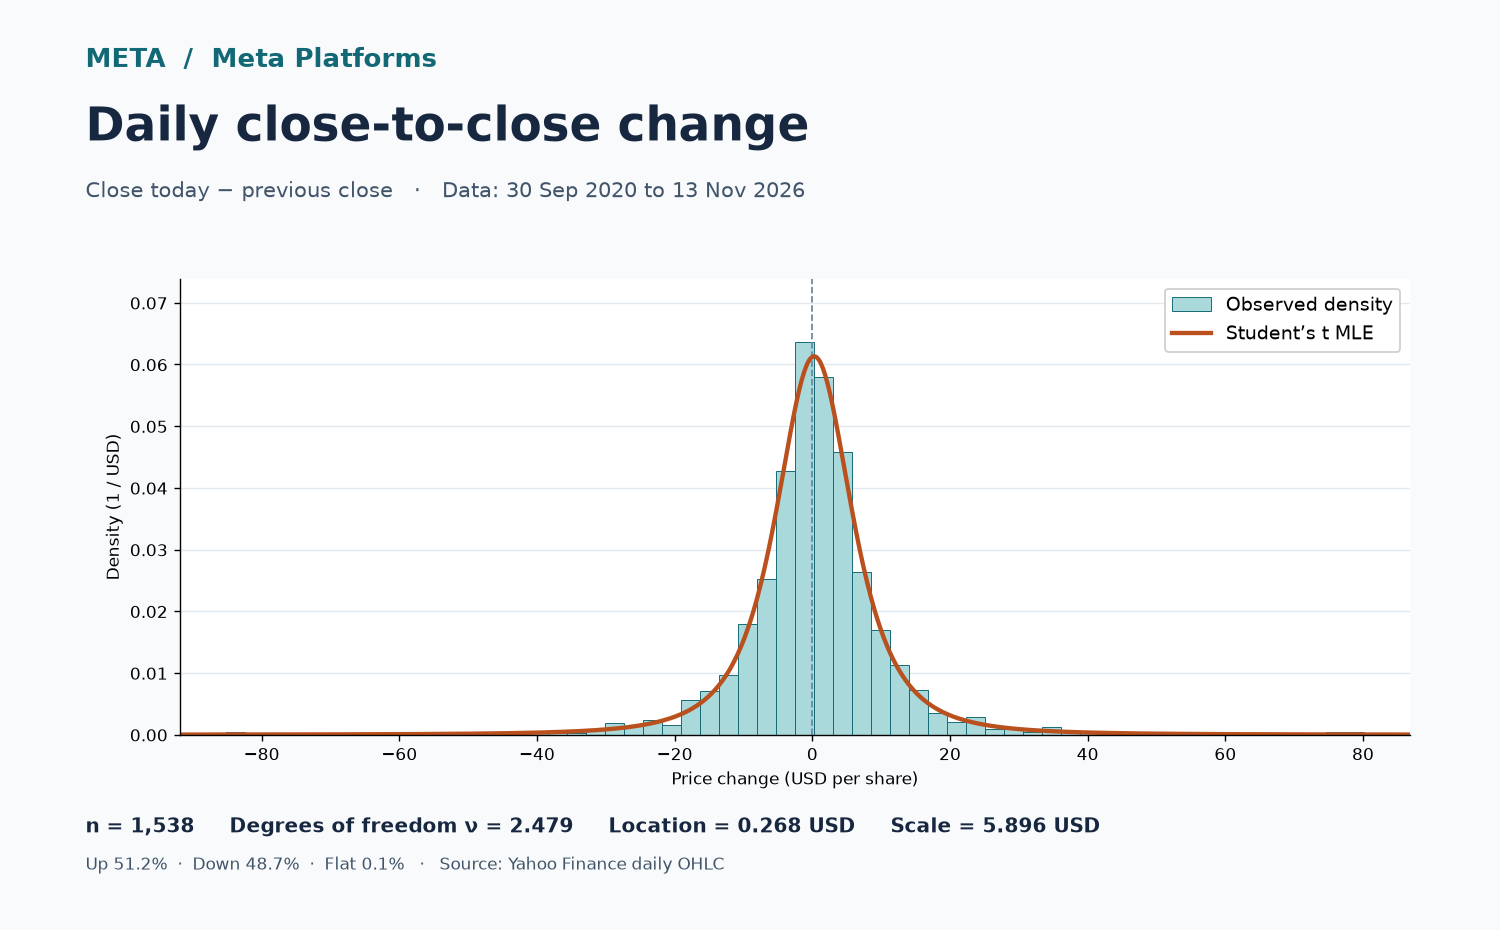 META / Meta Platforms
Daily close-to-close change
Close today − previous close · Data: 30 Sep 2020 to 13 Nov 2026
Observed density
Student’s t MLE
0.07
0.06
0.05
0.04
0.03
0.02
0.01
0.00
Density (1 / USD)
−80 −60 −40 −20 0 20 40 60 80
Price change (USD per share)
n = 1,538 Degrees of freedom ν = 2.479 Location = 0.268 USD Scale = 5.896 USD
Up 51.2% · Down 48.7% · Flat 0.1% · Source: Yahoo Finance daily OHLC